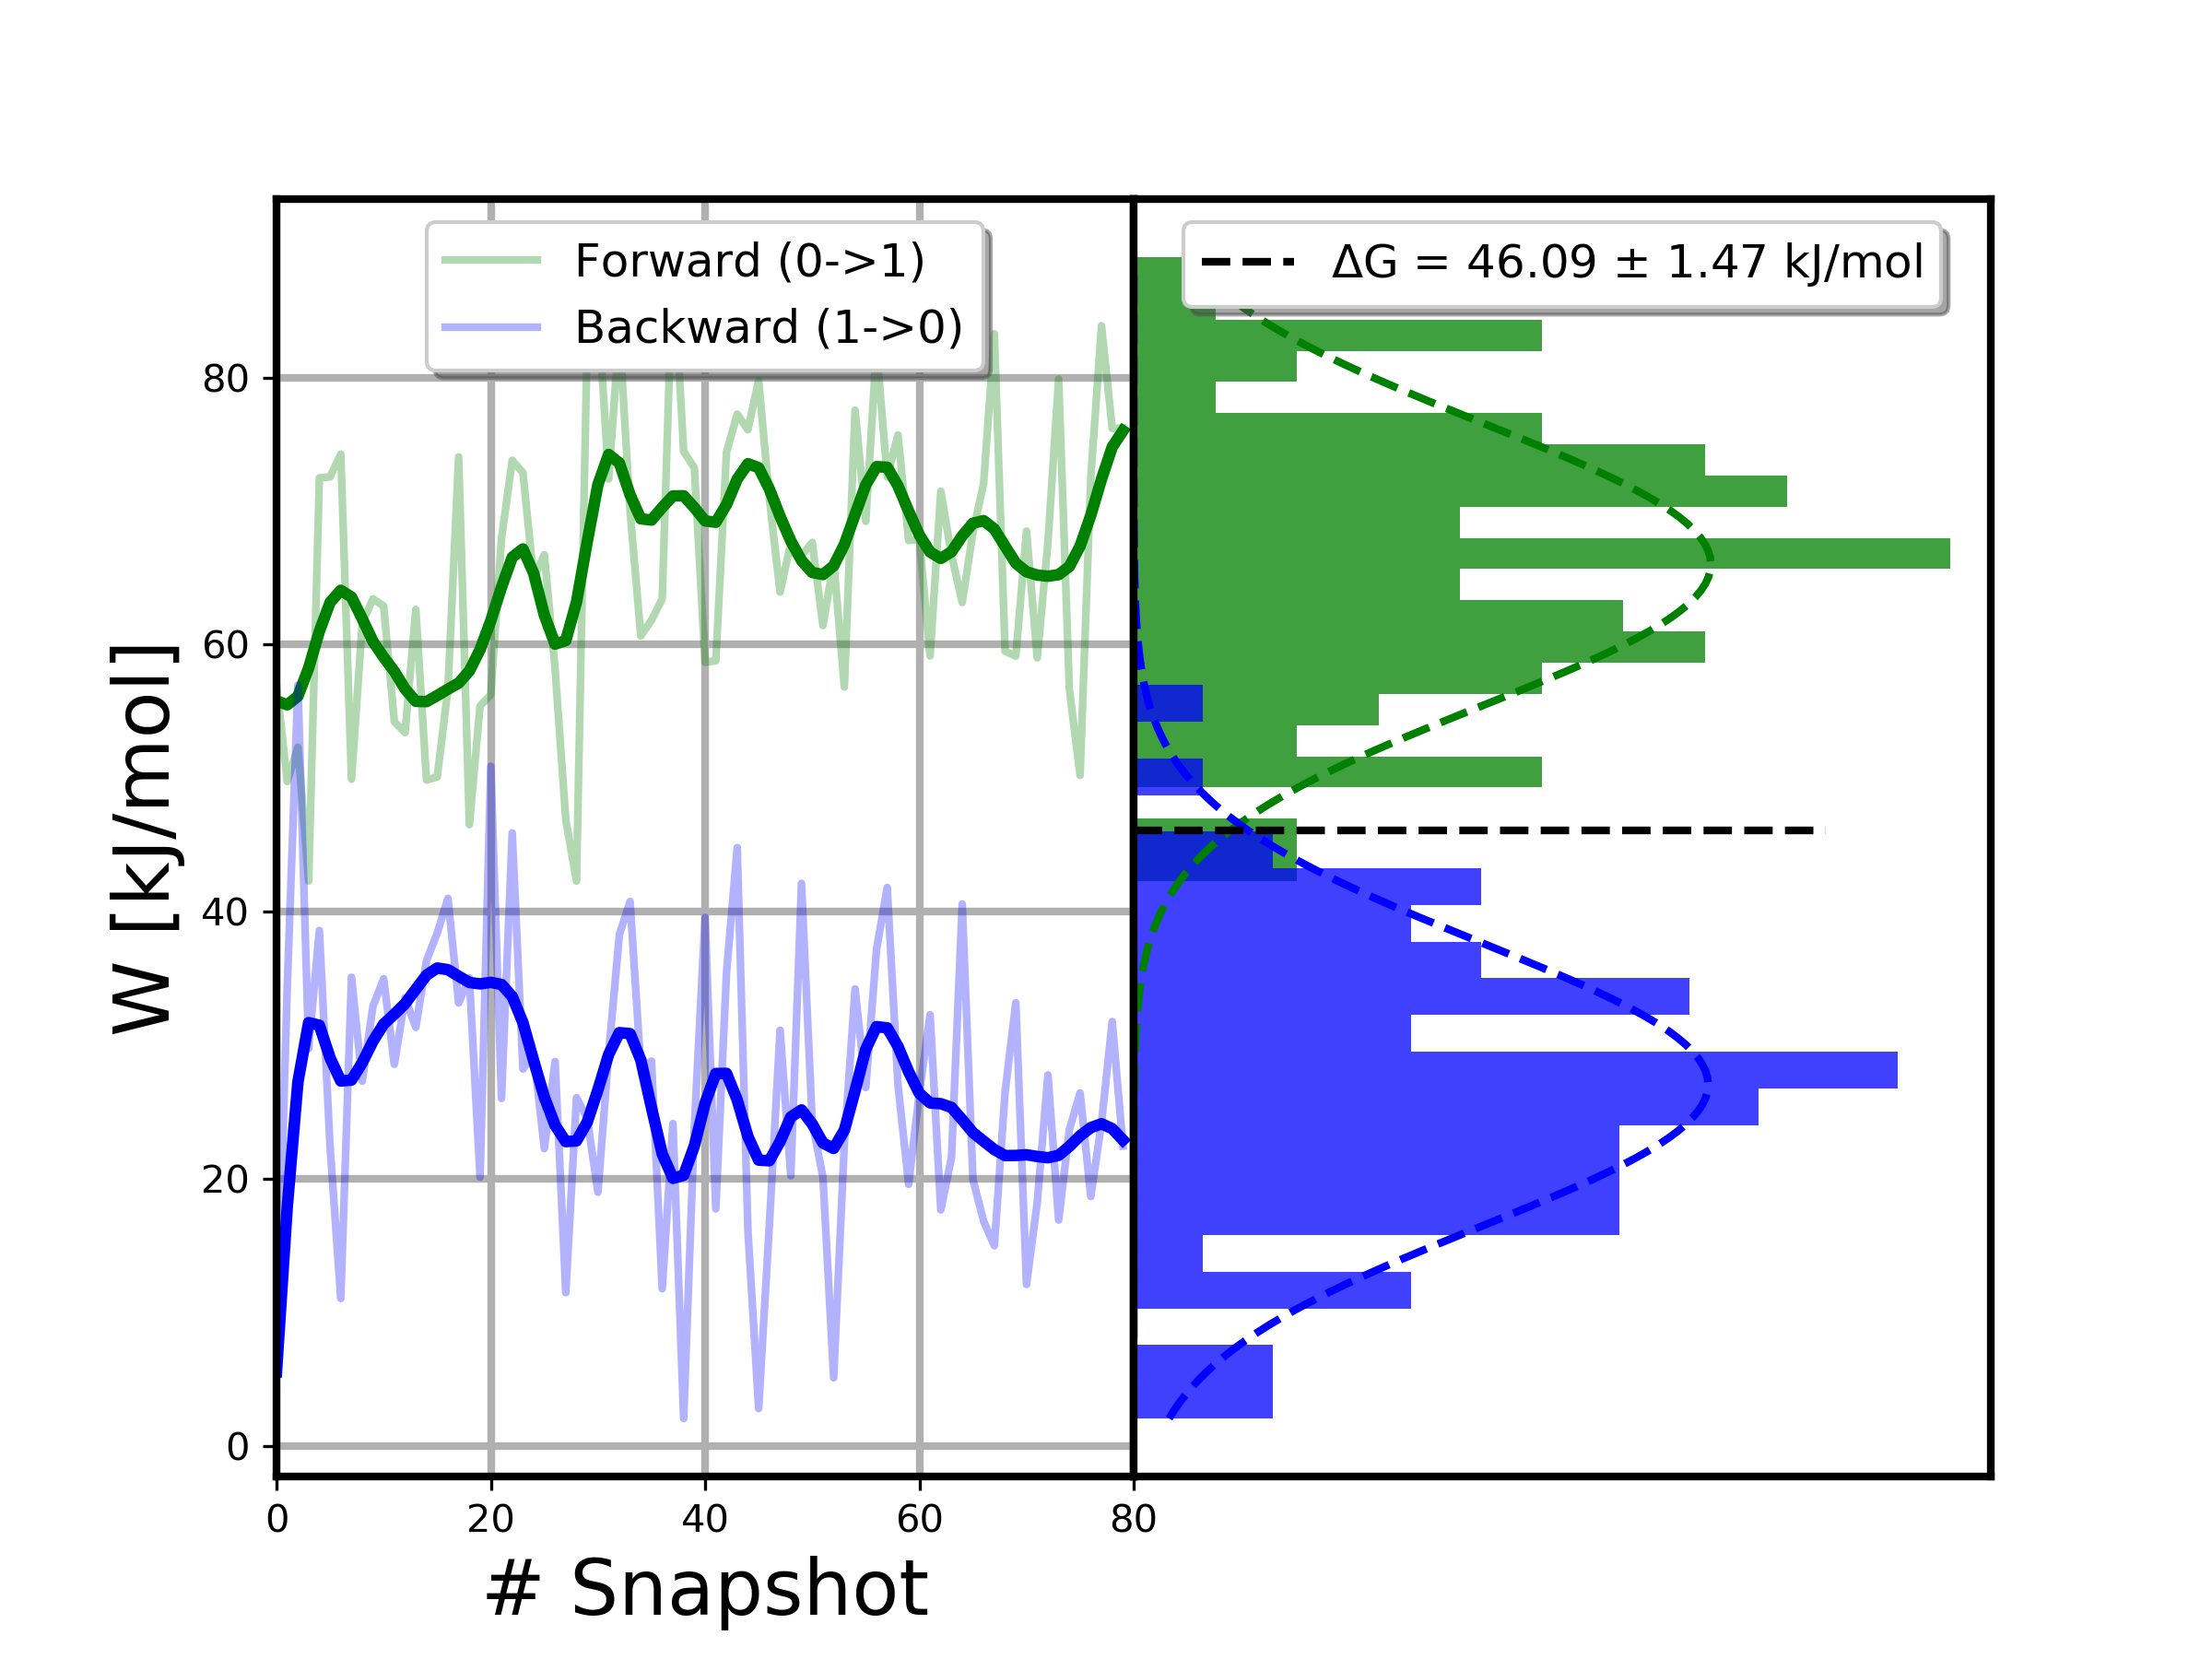 Forward (0->1)
Backward (1->0)
ΔG = 46.09 ± 1.47 kJ/mol
W [kJ/mol]
80
60
40
20
0
0 20 40 60 80
# Snapshot